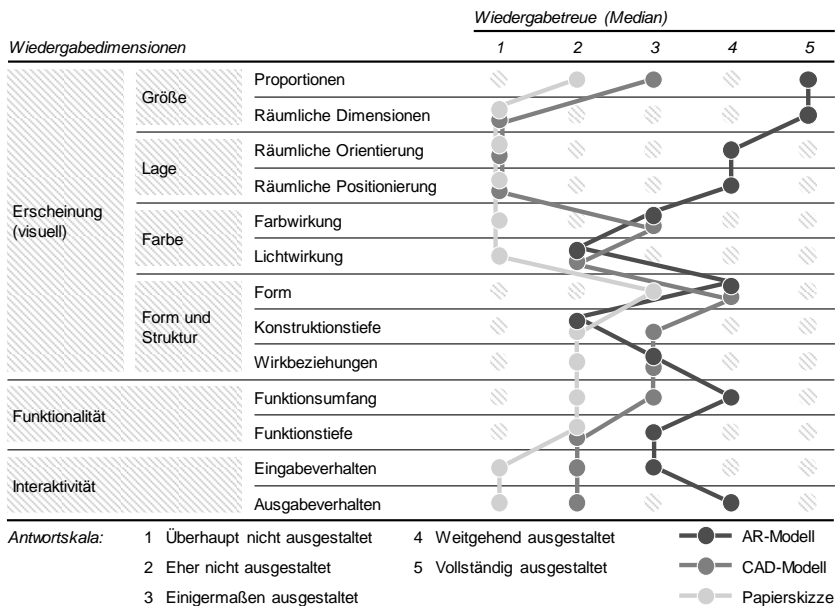 Wiedergabetreue (Median)
Wiedergabedimensionen 1 2 3 4 5
Erscheinung (visuell)
Größe
Proportionen
Räumliche Dimensionen
Lage
Räumliche Orientierung
Räumliche Positionierung
Farbe
Farbwirkung
Lichtwirkung
Form und Struktur
Form
Konstruktionstiefe
Wirkbeziehungen
Funktionalität
Funktionsumfang
Funktionstiefe
Interaktivität
Eingabeverhalten
Ausgabeverhalten
Antwortskala: 1 Überhaupt nicht ausgestaltet 4 Weitgehend ausgestaltet AR-Modell
2 Eher nicht ausgestaltet 5 Vollständig ausgestaltet CAD-Modell
3 Einigermaßen ausgestaltet Papierskizze